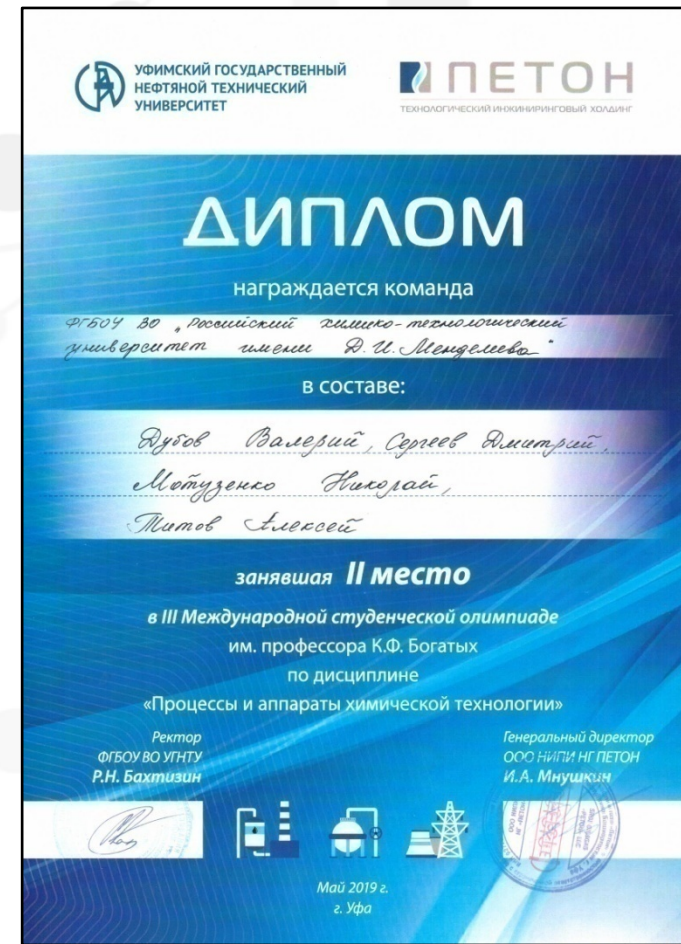 УФИМСКИЙ ГОСУДАРСТВЕННЫЙ
НЕФТЯНОЙ ТЕХНИЧЕСКИЙ
УНИВЕРСИТЕТ
ПЕТОН
ТЕХНОЛОГИЧЕСКИЙ ИНЖИНИРИНГОВЫЙ ХОЛДИНГ
ДИПЛОМ
награждается команда
ФГБОУ ВО „Российский химико-технологический
университет имени Д.И. Менделеева"
в составе:
Дубов Валерий, Сергеев Дмитрий,
Мотузенко Николай,
Титов Алексей
занявшая II место
в III Международной студенческой олимпиаде
им. профессора К.Ф. Богатых
по дисциплине
«Процессы и аппараты химической технологии»
Ректор
ФГБОУ ВО УГНТУ
Р.Н. Бахтизин
Генеральный директор
ООО НИПИ НГ ПЕТОН
И.А. Мнушкин
Май 2019 г.
г. Уфа